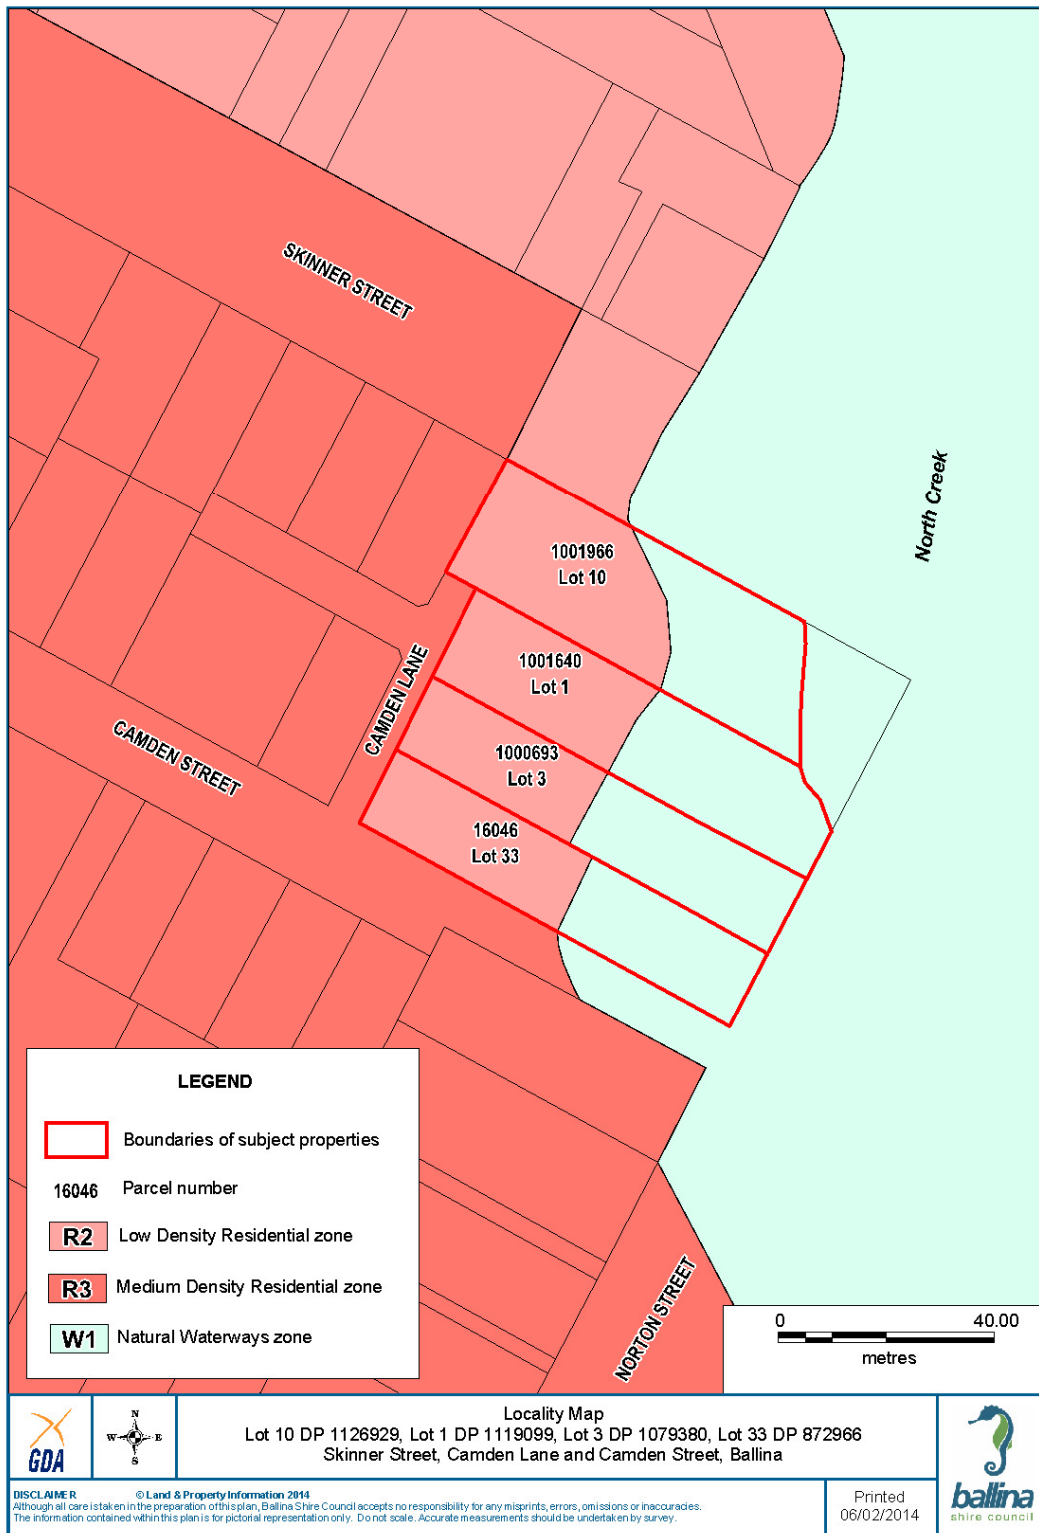 SKINNER STREET
North Creek
1001966
Lot 10
1001640
Lot 1
CAMDEN LANE
1000693
Lot 3
CAMDEN STREET
16046
Lot 33
LEGEND
Boundaries of subject properties
16046 Parcel number
R2 Low Density Residential zone
R3 Medium Density Residential zone
W1 Natural Waterways zone
NORTON STREET
0 40.00
metres
GDA
N
W E
S
Locality Map
Lot 10 DP 1126929, Lot 1 DP 1119099, Lot 3 DP 1079380, Lot 33 DP 872966
Skinner Street, Camden Lane and Camden Street, Ballina
ballina
shire council
DISCLAIMER © Land & Property Information 2014
Although all care is taken in the preparation of this plan, Ballina Shire Council accepts no responsibility for any misprints, errors, omissions or inaccuracies.
The information contained within this plan is for pictorial representation only. Do not scale. Accurate measurements should be undertaken by survey.
Printed
06/02/2014